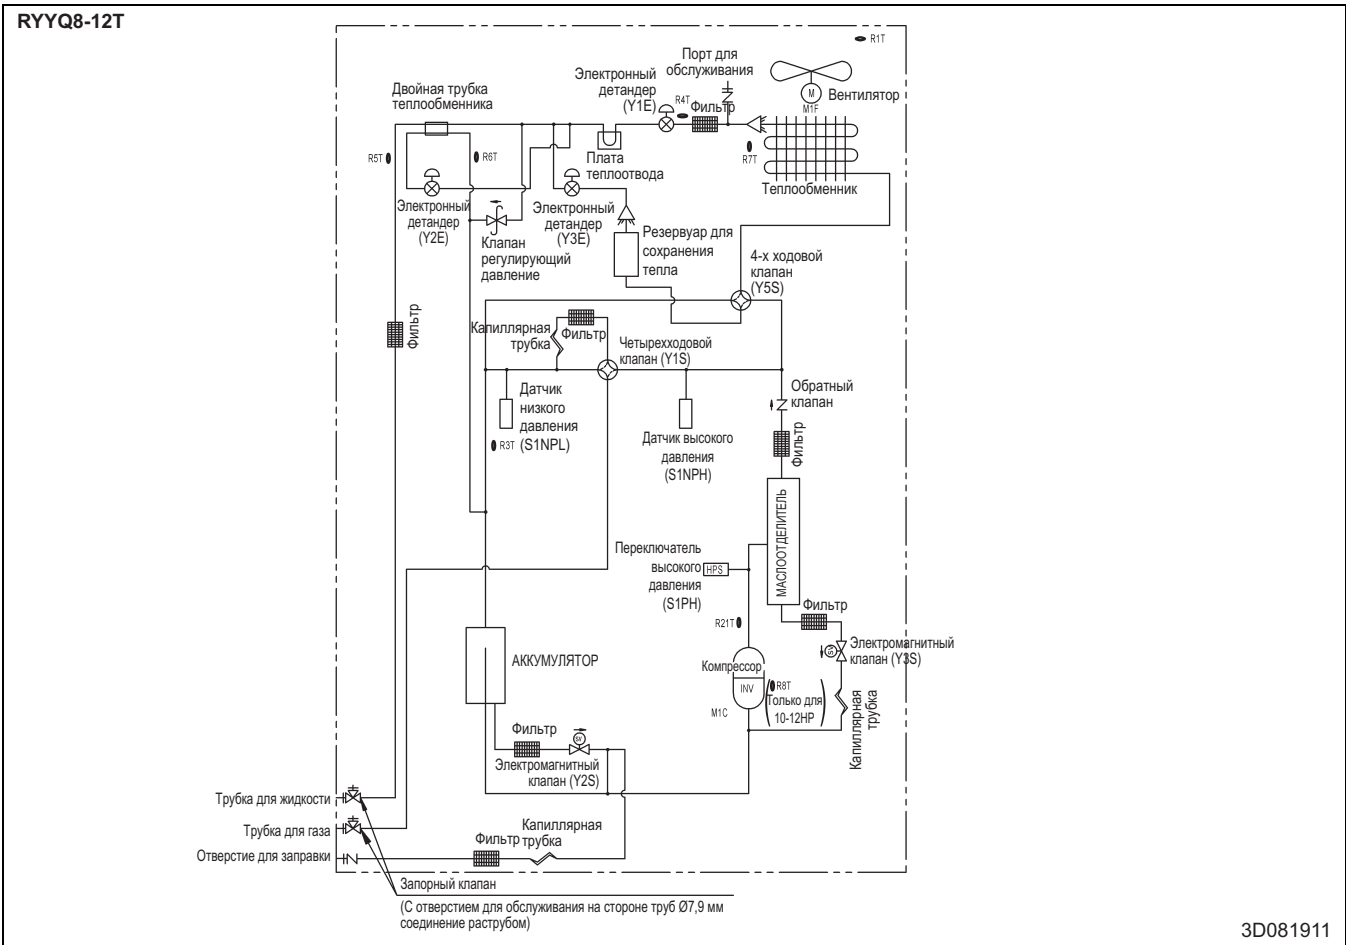 RYYQ8-12T
R1T
Порт для
обслуживания
Электронный
детандер
(Y1E)
R4T
Фильтр
M
M1F
Вентилятор
Двойная трубка
теплообменника
R5T
R6T
R7T
Плата
теплоотвода
Теплообменник
Электронный
детандер
(Y2E)
Клапан
регулирующий
давление
Электронный
детандер
(Y3E)
Резервуар для
сохранения
тепла
4-х ходовой
клапан
(Y5S)
Фильтр
Капиллярная
трубка
Фильтр
Четырехходовой
клапан (Y1S)
Датчик
низкого
давления
(S1NPL)
R3T
Датчик высокого
давления
(S1NPH)
Обратный
клапан
Фильтр
МАСЛООТДЕЛИТЕЛЬ
Переключатель
высокого
давления
(S1PH)
HPS
R21T
Фильтр
SV
Электромагнитный
клапан (Y3S)
АККУМУЛЯТОР
Компрессор
INV
M1C
R8T
Только для
10-12HP
Капиллярная
трубка
Фильтр
SV
Электромагнитный
клапан (Y2S)
Трубка для жидкости
Трубка для газа
Отверстие для заправки
Фильтр
Капиллярная
трубка
Запорный клапан
(С отверстием для обслуживания на стороне труб Ø7,9 мм
соединение раструбом)
3D081911